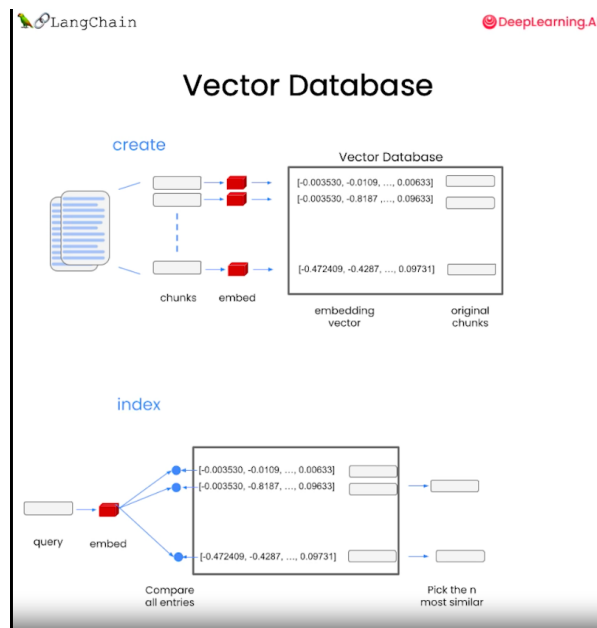 LangChain
DeepLearning.A
Vector Database
create
Vector Database
[-0.003530, -0.0109, ..., 0.00633]
[-0.003530, -0.8187 ,..., 0.09633]
[-0.472409, -0.4287, ..., 0.09731]
chunks embed
embedding
vector
original
chunks
index
[-0.003530, -0.0109, ..., 0.00633]
[-0.003530, -0.8187, ..., 0.09633]
[-0.472409, -0.4287, ..., 0.09731]
query embed
Compare
all entries
Pick the n
most similar